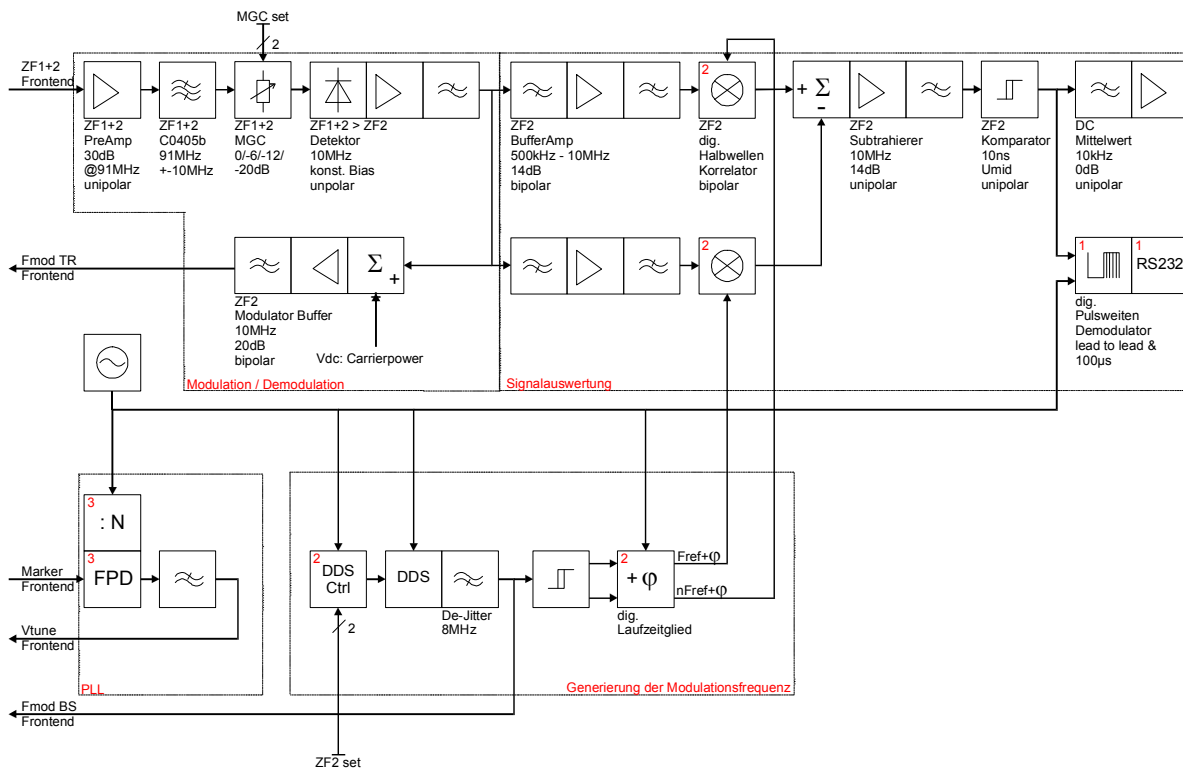 MGC set
2
ZF1+2
Frontend
ZF1+2
PreAmp
30dB
@91MHz
unipolar
ZF1+2
C0405b
91MHz
+-10MHz
ZF1+2
MGC
0/-6/-12/
-20dB
ZF1+2 > ZF2
Detektor
10MHz
konst. Bias
unpolar
ZF2
BufferAmp
500kHz - 10MHz
14dB
bipolar
2
ZF2
dig.
Halbwellen
Korrelator
bipolar
+ Σ
-
ZF2
Subtrahierer
10MHz
14dB
unipolar
ZF2
Komparator
10ns
Umid
unipolar
DC
Mittelwert
10kHz
0dB
unipolar
Fmod TR
Frontend
Σ +
ZF2
Modulator Buffer
10MHz
20dB
bipolar
Vdc: Carrierpower
2
1
1
RS232
dig.
Pulsweiten
Demodulator
lead to lead &
100µs
Modulation / Demodulation
Signalauswertung
3
: N
3
FPD
Marker
Frontend
Vtune
Frontend
PLL
2
DDS
Ctrl
DDS
De-Jitter
8MHz
2
+ φ
dig.
Laufzeitglied
Fref+φ
nFref+φ
2
Generierung der Modulationsfrequenz
Fmod BS
Frontend
ZF2 set